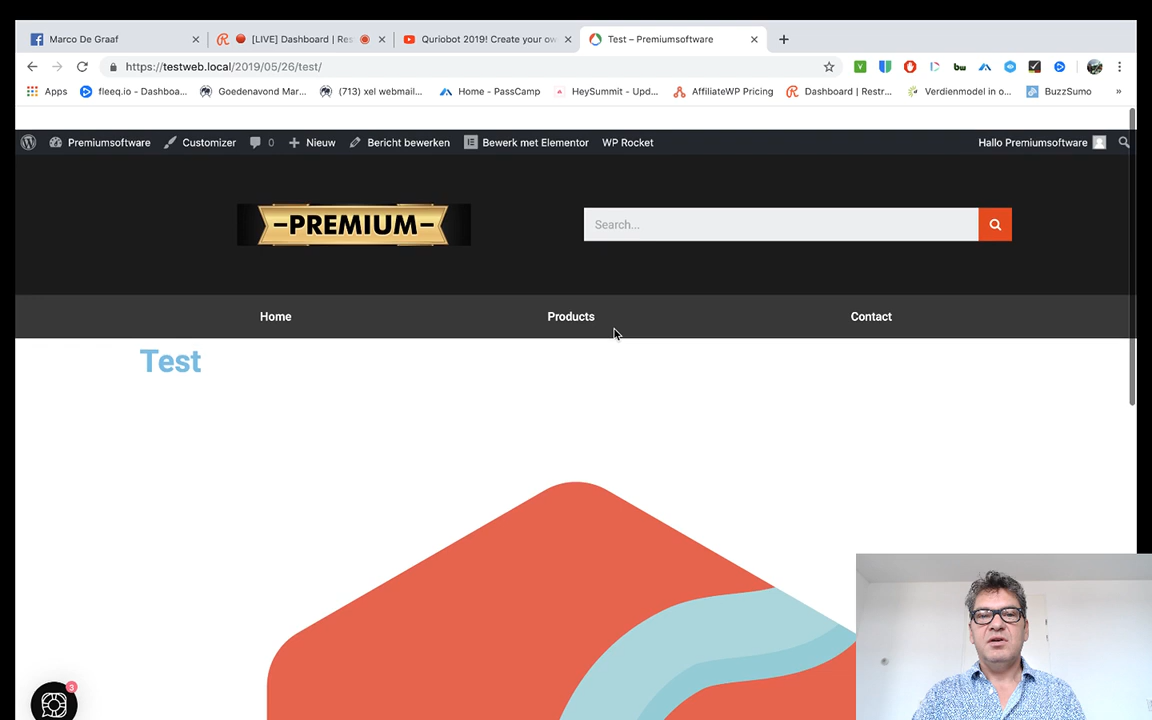 Marco De Graaf
[LIVE] Dashboard | Res
Quriobot 2019! Create your ow
Test – Premiumsoftware
https://testweb.local/2019/05/26/test/
Apps
fleeq.io - Dashboa...
Goedenavond Mar...
(713) xel webmail...
Home - PassCamp
HeySummit - Upd...
AffiliateWP Pricing
Dashboard | Restr...
Verdienmodel in o...
BuzzSumo
»
Premiumsoftware
Customizer
0
Nieuw
Bericht bewerken
Bewerk met Elementor
WP Rocket
Hallo Premiumsoftware
–PREMIUM–
Search...
Home
Products
Contact
Test
3